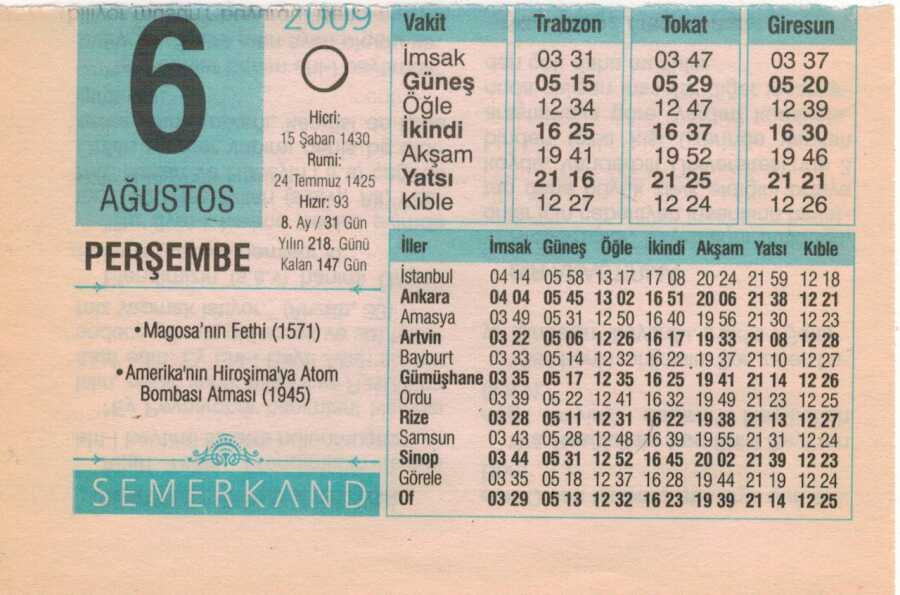 2009
6
AĞUSTOS
PERŞEMBE
Hicri:
15 Şaban 1430
Rumi:
24 Temmuz 1425
Hızır: 93
8. Ay / 31 Gün
Yılın 218. Günü
Kalan 147 Gün
•Magosa'nın Fethi (1571)
•Amerika'nın Hiroşima'ya Atom
Bombası Atması (1945)
SEMERKAND
Vakit Trabzon Tokat Giresun
İmsak 03 31 03 47 03 37
Güneş 05 15 05 29 05 20
Öğle 12 34 12 47 12 39
İkindi 16 25 16 37 16 30
Akşam 19 41 19 52 19 46
Yatsı 21 16 21 25 21 21
Kıble 12 27 12 24 12 26
İller İmsak Güneş Öğle İkindi Akşam Yatsı Kıble
İstanbul 04 14 05 58 13 17 17 08 20 24 21 59 12 18
Ankara 04 04 05 45 13 02 16 51 20 06 21 38 12 21
Amasya 03 49 05 31 12 50 16 40 19 56 21 30 12 23
Artvin 03 22 05 06 12 26 16 17 19 33 21 08 12 28
Bayburt 03 33 05 14 12 32 16 22 19 37 21 10 12 27
Gümüşhane 03 35 05 17 12 35 16 25 19 41 21 14 12 26
Ordu 03 39 05 22 12 41 16 32 19 49 21 23 12 25
Rize 03 28 05 11 12 31 16 22 19 38 21 13 12 27
Samsun 03 43 05 28 12 48 16 39 19 55 21 31 12 24
Sinop 03 44 05 31 12 52 16 45 20 02 21 39 12 23
Görele 03 35 05 18 12 37 16 28 19 44 21 19 12 24
Of 03 29 05 13 12 32 16 23 19 39 21 14 12 25